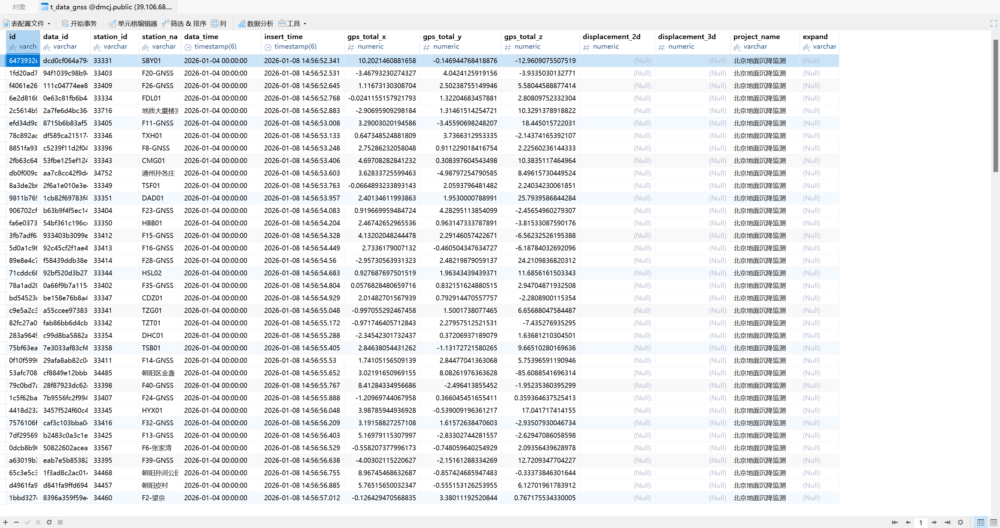 对象 t_data_gnss @dmcj.public (39.106.68....
表配置文件 开始事务 单元格编辑器 筛选 & 排序 列 数据分析 工具
id data_id station_id station_na data_time insert_time gps_total_x gps_total_y gps_total_z displacement_2d displacement_3d project_name expand
varch varchar varchar varchar timestamp(6) timestamp(6) numeric numeric numeric numeric numeric varchar varchar
6473932e dcd0cf064a79 33331 SBY01 2026-01-04 00:00:00 2026-01-08 14:56:52.341 10.2021460881658 -0.146944768418876 -12.9609075507519 (Null) (Null) 北京地面沉降监测 (Null)
1fd20ad7 94f1039c98b9 33403 F20-GNSS 2026-01-04 00:00:00 2026-01-08 14:56:52.531 -3.46793230274327 4.0424125919156 -3.9335030132771 (Null) (Null) 北京地面沉降监测 (Null)
f4061e26 111c04774ee8 33409 F26-GNSS 2026-01-04 00:00:00 2026-01-08 14:56:52.645 1.11673130308704 2.50238755149946 5.58044588877414 (Null) (Null) 北京地面沉降监测 (Null)
6e2d8160 0e63c81fb6b4 33334 FDL01 2026-01-04 00:00:00 2026-01-08 14:56:52.768 -0.0241155157921793 1.32204683457881 2.80809752332304 (Null) (Null) 北京地面沉降监测 (Null)
2c5614b9 2a7fe6d4bc36 33716 地质大厦楼顶 2026-01-04 00:00:00 2026-01-08 14:56:52.883 -2.90695909298184 1.31461514254721 10.3291378918822 (Null) (Null) 北京地面沉降监测 (Null)
efd34d9c 8715b6b83af5 33405 F11-GNSS 2026-01-04 00:00:00 2026-01-08 14:56:53.008 3.29003020194586 -3.45590698248207 18.445015722031 (Null) (Null) 北京地面沉降监测 (Null)
78c892ac df589ca21517 33346 TXH01 2026-01-04 00:00:00 2026-01-08 14:56:53.133 0.647348524881809 3.7366312953335 -2.14374165392107 (Null) (Null) 北京地面沉降监测 (Null)
8851fa93 c5239f11d2f04 33396 F8-GNSS 2026-01-04 00:00:00 2026-01-08 14:56:53.248 2.75286232058048 0.911229018416754 2.22560236144333 (Null) (Null) 北京地面沉降监测 (Null)
2fb63c64 53fbe125ef124 33343 CMG01 2026-01-04 00:00:00 2026-01-08 14:56:53.406 4.69708282841232 0.308397604543498 10.3835117464964 (Null) (Null) 北京地面沉降监测 (Null)
db0f009c aa7c8cc42f9d4 34752 通州孙各庄 2026-01-04 00:00:00 2026-01-08 14:56:53.603 3.62833725599463 -4.98797254790585 8.49615730449524 (Null) (Null) 北京地面沉降监测 (Null)
8a3de2b6 2f6a1e010e3e 33349 TSF01 2026-01-04 00:00:00 2026-01-08 14:56:53.763 -0.0664893233893143 2.0593796481482 2.24034230061851 (Null) (Null) 北京地面沉降监测 (Null)
9811b769 1cb82f69783f4 33351 DAD01 2026-01-04 00:00:00 2026-01-08 14:56:53.957 2.40134611993863 1.9530000788991 25.7939586844284 (Null) (Null) 北京地面沉降监测 (Null)
906702cf b63b9f4f5ec14 33404 F23-GNSS 2026-01-04 00:00:00 2026-01-08 14:56:54.083 0.919669959484724 4.28295113854099 -2.45654960279307 (Null) (Null) 北京地面沉降监测 (Null)
fa6e0373 54bf361c196c 33350 HBB01 2026-01-04 00:00:00 2026-01-08 14:56:54.204 2.46742652965536 0.963147333787891 -3.81533087590176 (Null) (Null) 北京地面沉降监测 (Null)
3fb7adf6 933403b3099e 33412 F15-GNSS 2026-01-04 00:00:00 2026-01-08 14:56:54.328 4.13202048244478 2.29146057422671 -6.56232526195388 (Null) (Null) 北京地面沉降监测 (Null)
5d0a1c96 92c45cf2f1ae4 33413 F16-GNSS 2026-01-04 00:00:00 2026-01-08 14:56:54.449 2.7336179007132 -0.460504347634727 -6.18784032692096 (Null) (Null) 北京地面沉降监测 (Null)
89e8e4c7 f58439ddb38e 33414 F28-GNSS 2026-01-04 00:00:00 2026-01-08 14:56:54.56 -2.95730563931323 2.48219879059137 24.2109836820312 (Null) (Null) 北京地面沉降监测 (Null)
71cddc68 92bf520d3b27 33344 HSL02 2026-01-04 00:00:00 2026-01-08 14:56:54.683 0.927687697501519 1.96343439439371 11.6856161503343 (Null) (Null) 北京地面沉降监测 (Null)
78a1ad20 0a66f9b7a115 33402 F35-GNSS 2026-01-04 00:00:00 2026-01-08 14:56:54.804 0.0576828480659716 0.832151624880515 2.94704871932508 (Null) (Null) 北京地面沉降监测 (Null)
bd54523c be158e76b8a4 33347 CDZ01 2026-01-04 00:00:00 2026-01-08 14:56:54.929 2.01482701567939 0.792914470557757 -2.2808900115354 (Null) (Null) 北京地面沉降监测 (Null)
c9e5a2c3 a55ccee97383 33341 TZG01 2026-01-04 00:00:00 2026-01-08 14:56:55.048 -0.997055292467458 1.5001738077465 6.65688047584487 (Null) (Null) 北京地面沉降监测 (Null)
82fc27a0 fab86bb6d4cb 33342 TZT01 2026-01-04 00:00:00 2026-01-08 14:56:55.172 -0.971746405712843 2.27957512521531 -7.435276935295 (Null) (Null) 北京地面沉降监测 (Null)
283a9649 c99d8ba5882a 33354 DHC01 2026-01-04 00:00:00 2026-01-08 14:56:55.288 -2.34542301732437 0.37206937189079 1.63681210304501 (Null) (Null) 北京地面沉降监测 (Null)
75bf63ea 7e3033af83cf4 33358 TSB01 2026-01-04 00:00:00 2026-01-08 14:56:55.405 2.84638054431262 -1.13172721580265 9.66510280169636 (Null) (Null) 北京地面沉降监测 (Null)
0f10f599 29afa8ab82c0 33411 F14-GNSS 2026-01-04 00:00:00 2026-01-08 14:56:55.53 1.74105156509139 2.84477041363068 5.75396591190946 (Null) (Null) 北京地面沉降监测 (Null)
53afc708 cf8849e12bbb 34485 朝阳区金盏 2026-01-04 00:00:00 2026-01-08 14:56:55.652 3.02191650969155 8.08261976363628 -85.6088541696314 (Null) (Null) 北京地面沉降监测 (Null)
79c0bd7a 28f87923dc62 33398 F40-GNSS 2026-01-04 00:00:00 2026-01-08 14:56:55.767 8.41284334956686 -2.496413855452 -1.95235360395299 (Null) (Null) 北京地面沉降监测 (Null)
1c5f62ba 7b9556fc2f994 33407 F24-GNSS 2026-01-04 00:00:00 2026-01-08 14:56:55.888 -1.20969744067958 0.366045451655411 0.359364637525413 (Null) (Null) 北京地面沉降监测 (Null)
4418d232 3457f524f60c4 33345 HYX01 2026-01-04 00:00:00 2026-01-08 14:56:56.048 3.98785944936928 -0.539009196361217 17.041717414155 (Null) (Null) 北京地面沉降监测 (Null)
7576106f caf3c103bba0 33416 F32-GNSS 2026-01-04 00:00:00 2026-01-08 14:56:56.209 3.19158827257108 1.61572638470603 -2.93507930046734 (Null) (Null) 北京地面沉降监测 (Null)
7df29569 b2483c0a3c1e 33425 F13-GNSS 2026-01-04 00:00:00 2026-01-08 14:56:56.403 5.16979115307997 -2.83302744281557 -2.62947086058598 (Null) (Null) 北京地面沉降监测 (Null)
0dcb8b96 50822602acea 33567 F6-张家湾 2026-01-04 00:00:00 2026-01-08 14:56:56.529 -0.558207377996173 -0.748059640254929 2.09356439628978 (Null) (Null) 北京地面沉降监测 (Null)
a63019b3 eab7e5b85382 33395 F39-GNSS 2026-01-04 00:00:00 2026-01-08 14:56:56.638 -4.00302115220627 -2.15161288334269 12.7209347704227 (Null) (Null) 北京地面沉降监测 (Null)
65c3e5c3 1f3ad8c2ac01 34468 朝阳孙河公园 2026-01-04 00:00:00 2026-01-08 14:56:56.755 8.96745468632687 -0.857424685947483 -0.33373846301644 (Null) (Null) 北京地面沉降监测 (Null)
d4961fa9 d841fa9ffd694 34457 朝阳皮村 2026-01-04 00:00:00 2026-01-08 14:56:56.885 5.76515650032347 -0.555153126253955 6.12701961783912 (Null) (Null) 北京地面沉降监测 (Null)
1bbd327 8396a359f59e 34460 F2-望京 2026-01-04 00:00:00 2026-01-08 14:56:57.012 -0.126429470568835 3.38011192520844 0.767175534330005 (Null) (Null) 北京地面沉降监测 (Null)
1